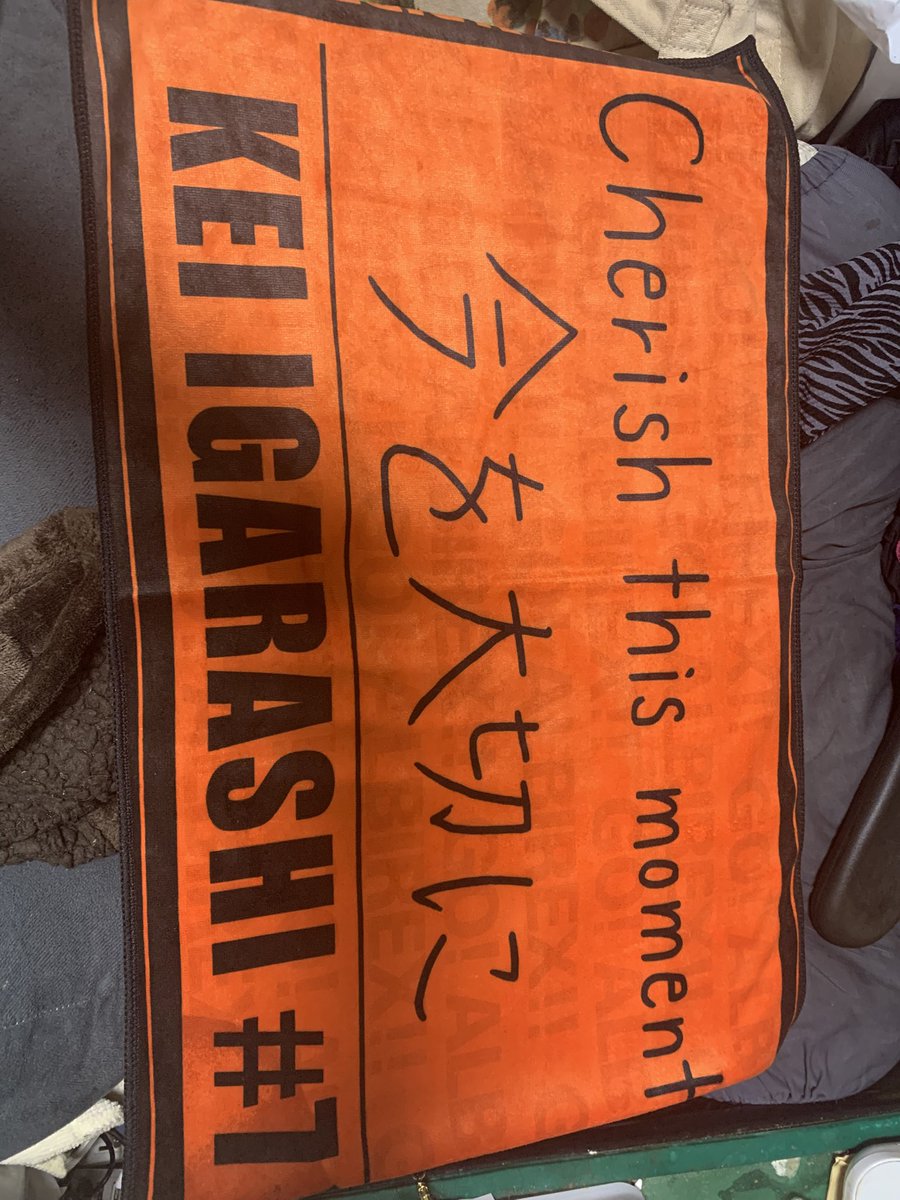 Cherish this moment
今を大切に
KEI IGARASHI #7